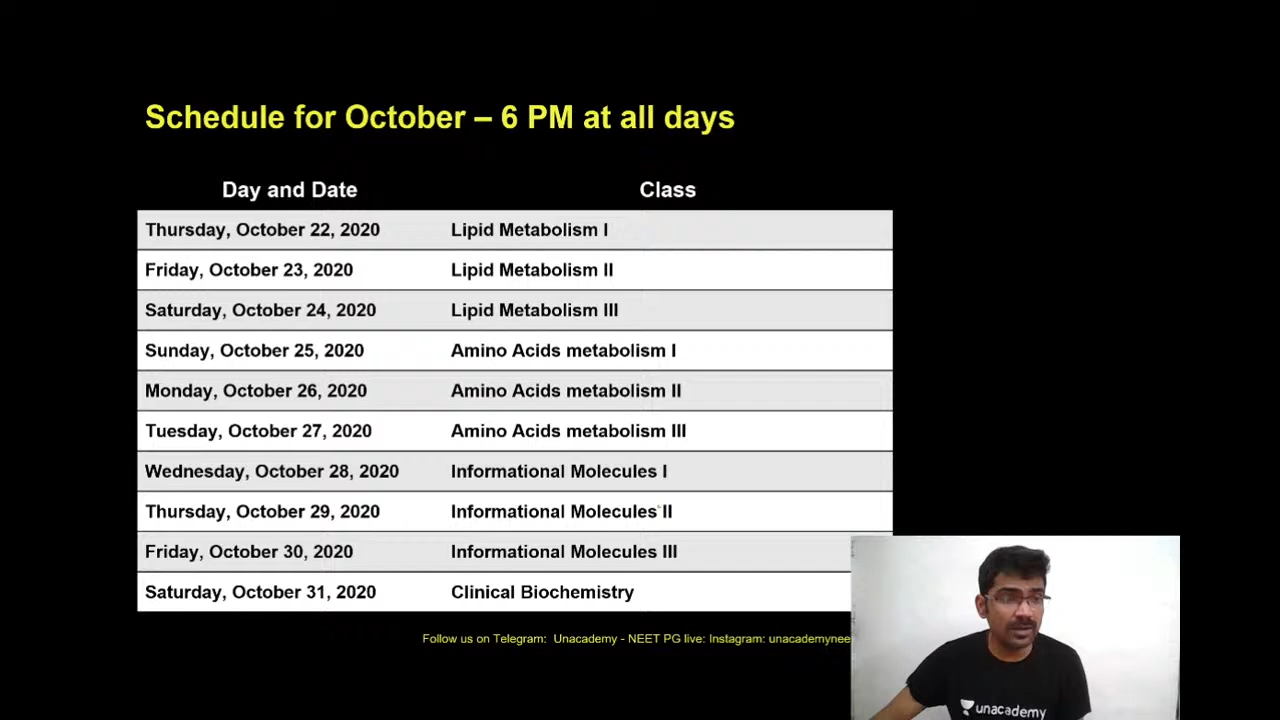 Schedule for October – 6 PM at all days
Day and Date Class
Thursday, October 22, 2020 Lipid Metabolism I
Friday, October 23, 2020 Lipid Metabolism II
Saturday, October 24, 2020 Lipid Metabolism III
Sunday, October 25, 2020 Amino Acids metabolism I
Monday, October 26, 2020 Amino Acids metabolism II
Tuesday, October 27, 2020 Amino Acids metabolism III
Wednesday, October 28, 2020 Informational Molecules I
Thursday, October 29, 2020 Informational Molecules II
Friday, October 30, 2020 Informational Molecules III
Saturday, October 31, 2020 Clinical Biochemistry
Follow us on Telegram: Unacademy - NEET PG live: Instagram: unacademynee
unacademy